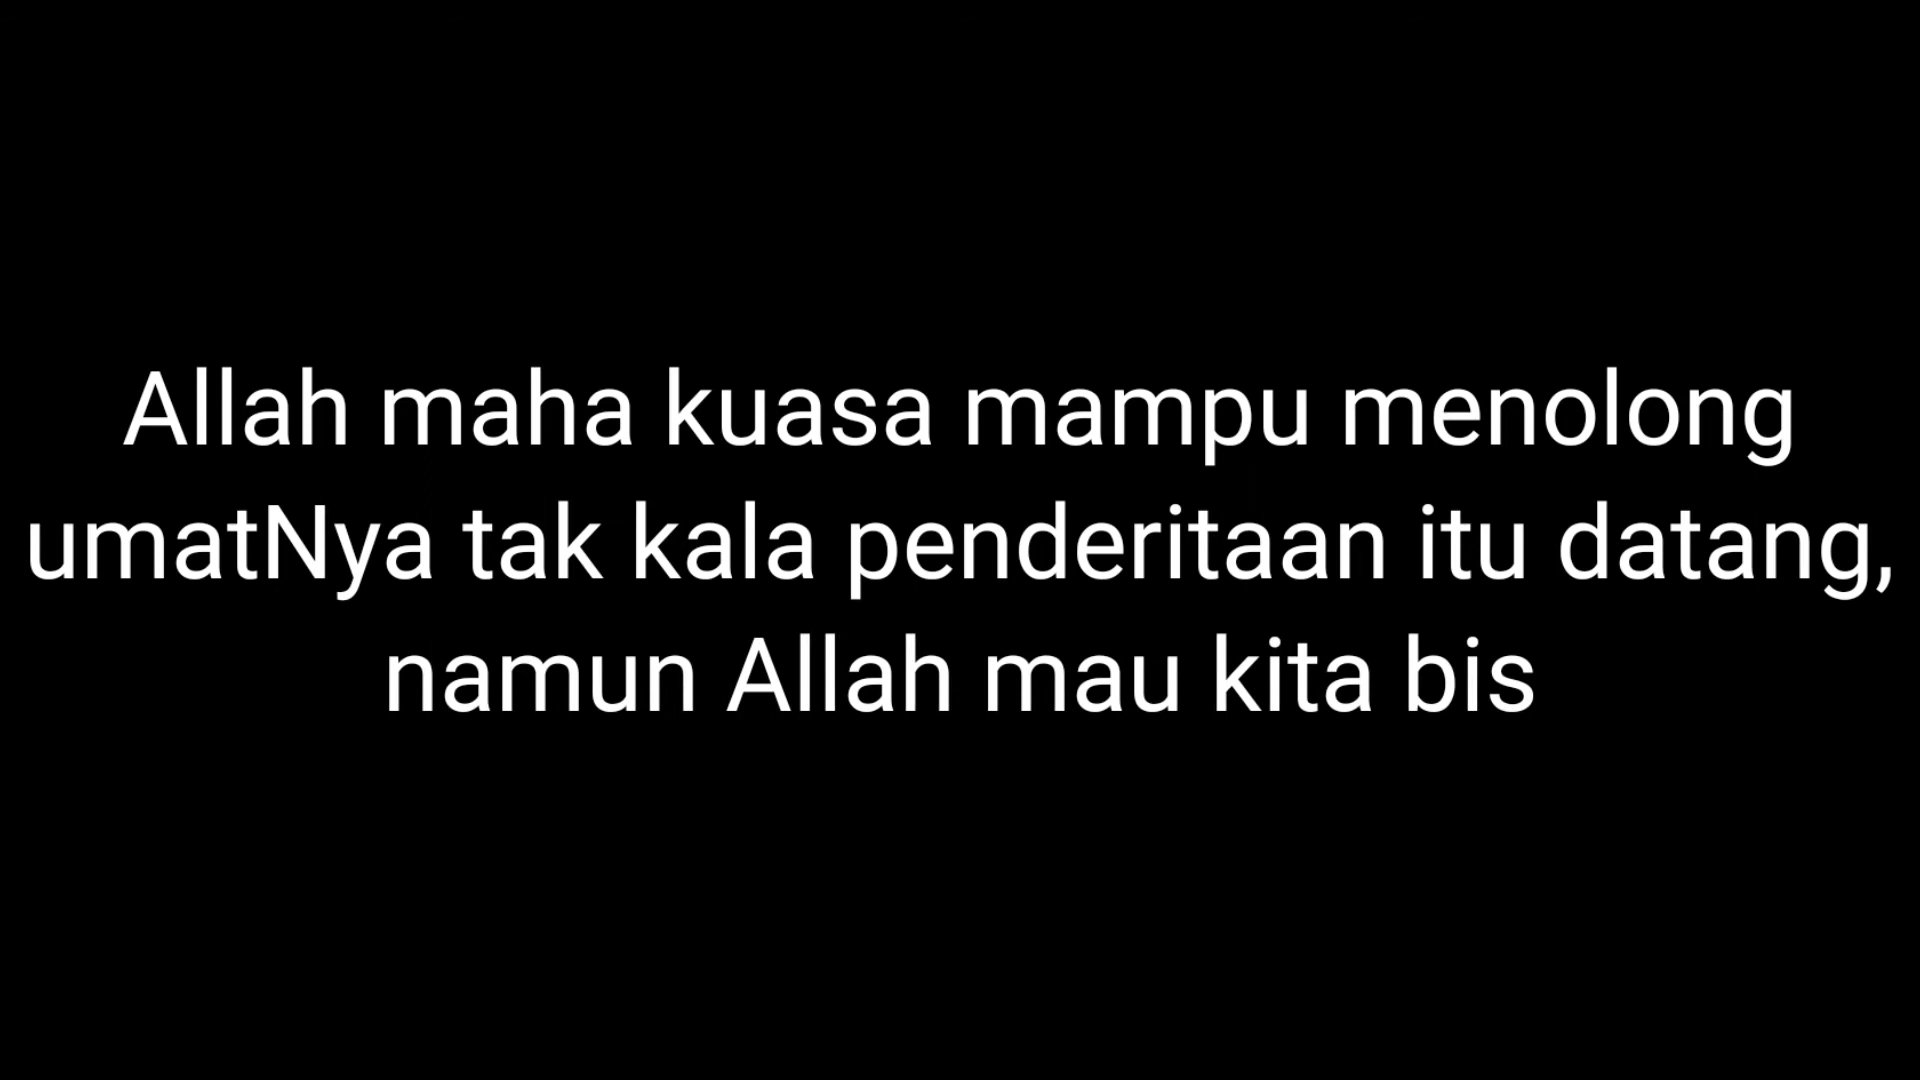 Allah maha kuasa mampu menolong
umatNya tak kala penderitaan itu datang,
namun Allah mau kita bis